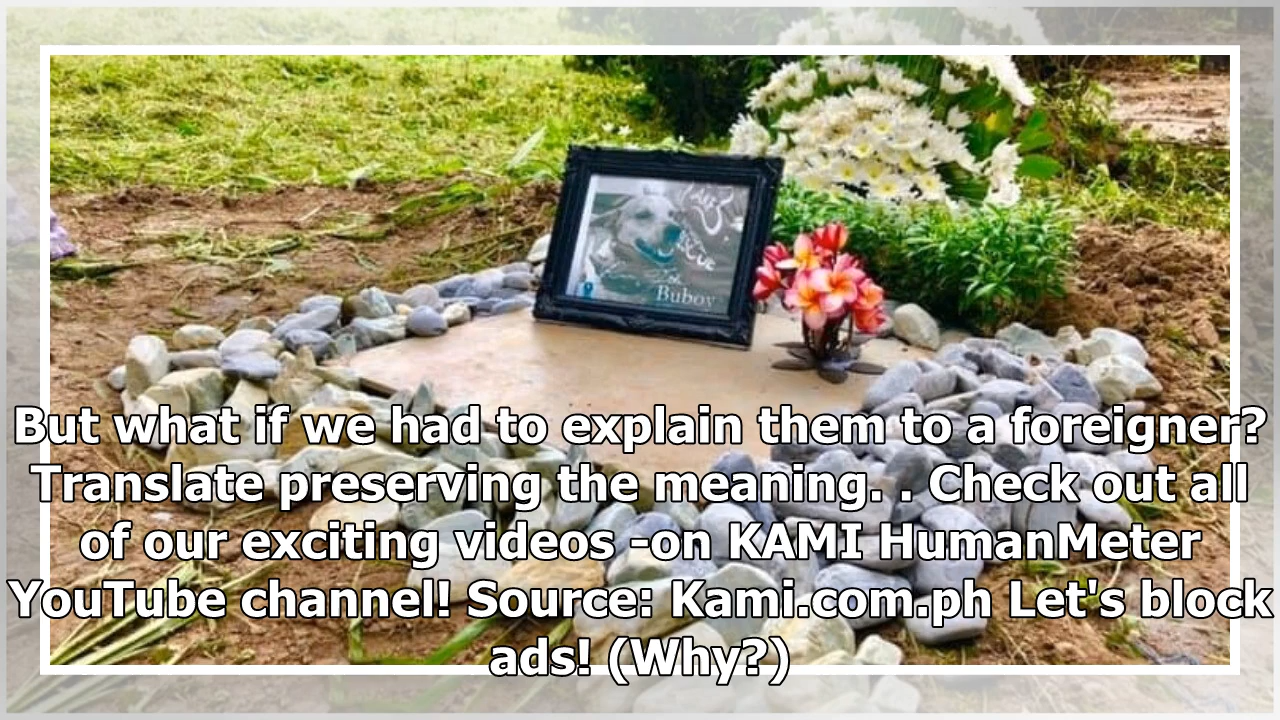 Buboy
But what if we had to explain them to a foreigner?
Translate preserving the meaning. . Check out all
of our exciting videos -on KAMI HumanMeter
YouTube channel! Source: Kami.com.ph Let's block
ads! (Why?)